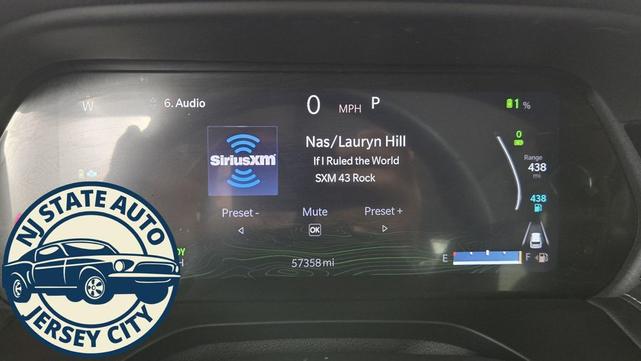 W
6. Audio
0 MPH P
1 %
0
SiriusXM
Nas/Lauryn Hill
If I Ruled the World
SXM 43 Rock
Range
438
mi
438
Preset -
Mute
Preset +
OK
57358 mi
E
F
NJ STATE AUTO
JERSEY CITY